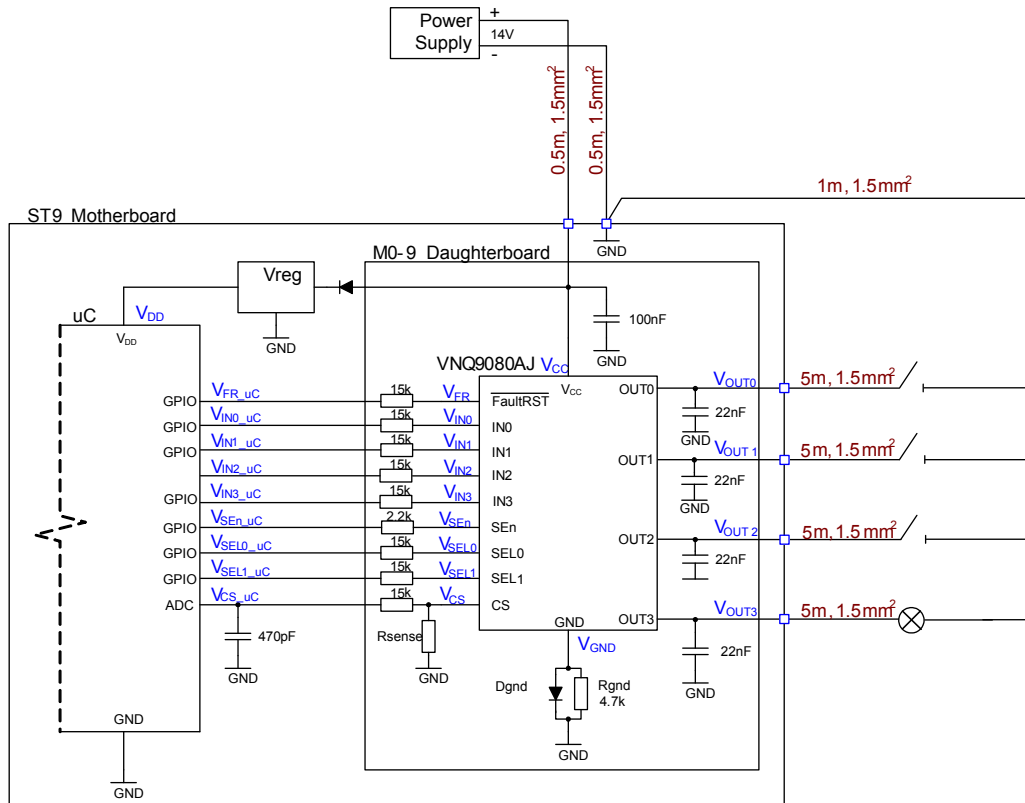 Power
Supply
+
14V
-
0.5m, 1.5mm²
0.5m, 1.5mm²
1m, 1.5mm²
ST9 Motherboard
M0-9 Daughterboard
Vreg
GND
GND
100nF
GND
uC
VDD
VDD
VNQ9080AJ
VCC
VCC
GPIO
VFR_uC
15k
VFR
FaultRST
OUT0
VOUT0
5m, 1.5mm²
22nF
GND
GPIO
VIN0_uC
15k
VIN0
IN0
GPIO
VIN1_uC
15k
VIN1
IN1
OUT1
VOUT 1
5m, 1.5mm²
22nF
GND
VIN2_uC
15k
VIN2
IN2
GPIO
VIN3_uC
15k
VIN3
IN3
GPIO
VSEn_uC
2.2k
VSEn
SEn
OUT2
VOUT 2
5m, 1.5mm²
22nF
GPIO
VSEL0_uC
15k
VSEL0
SEL0
GPIO
VSEL1_uC
15k
VSEL1
SEL1
ADC
VCS_uC
15k
VCS
CS
OUT3
VOUT3
5m, 1.5mm²
22nF
GND
470pF
GND
Rsense
GND
GND
VGND
Dgnd
Rgnd
4.7k
GND
GND
GND